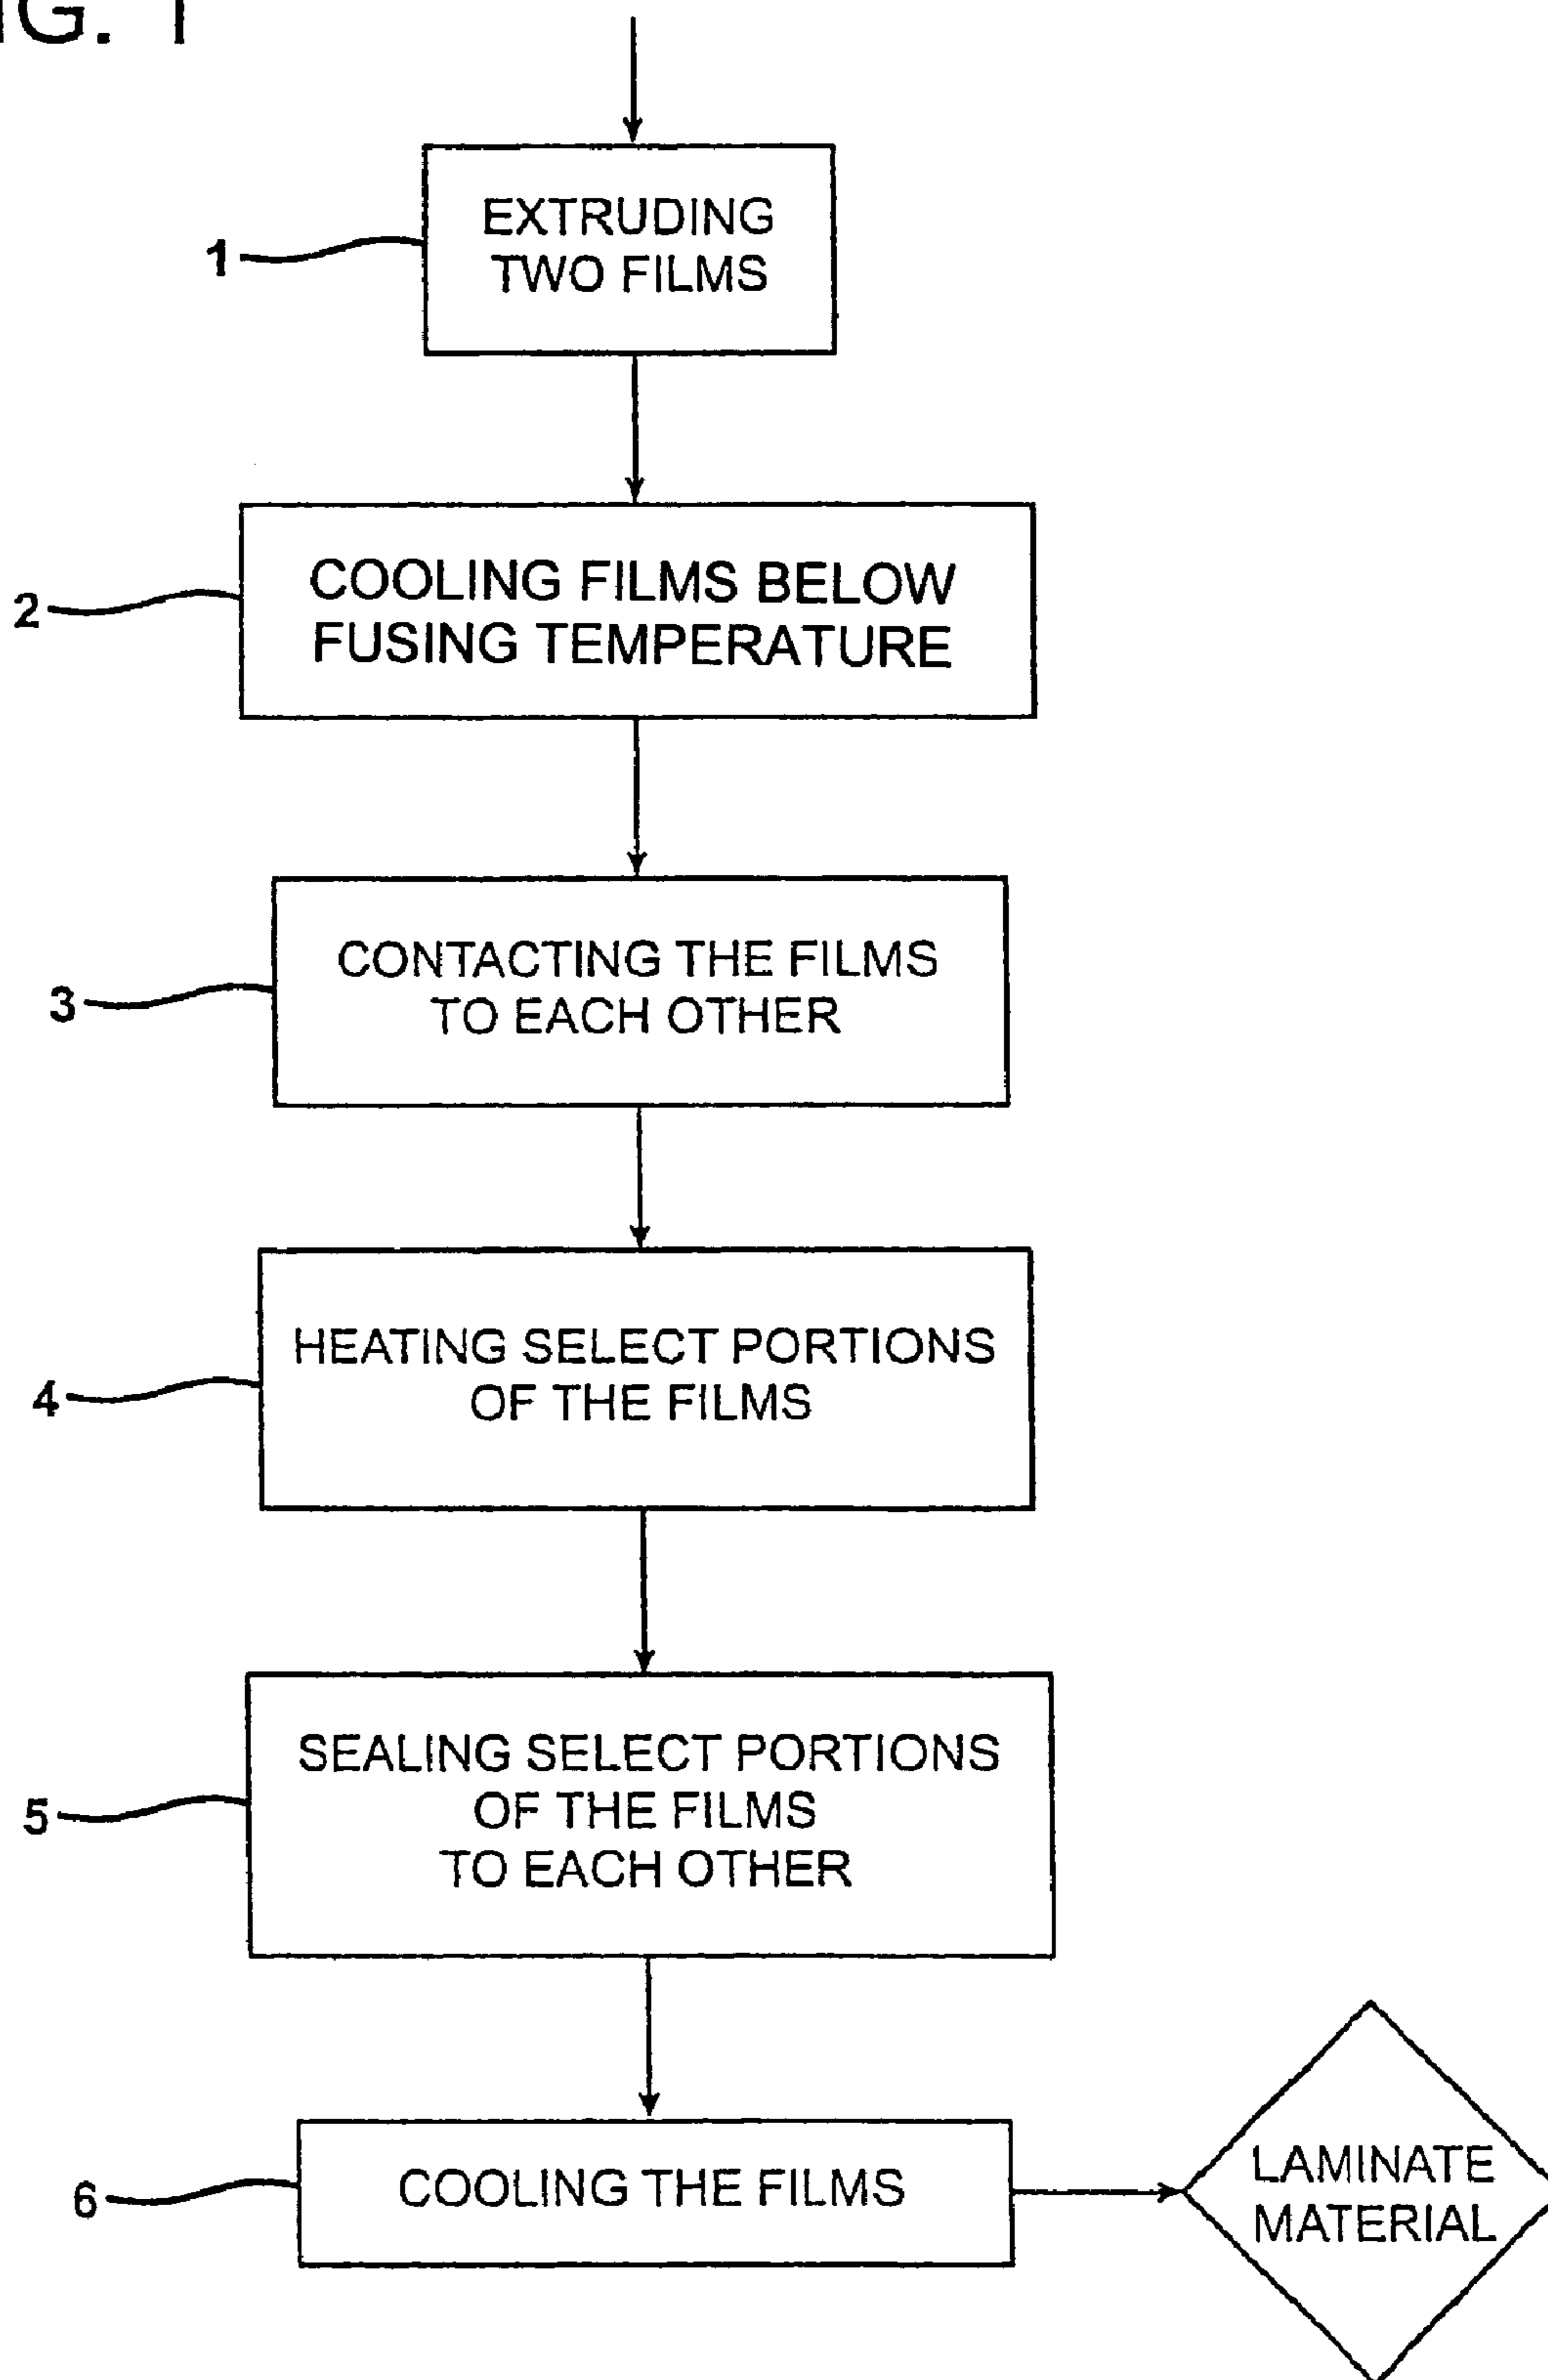 G. 1
EXTRUDING
TWO FILMS
1
COOLING FILMS BELOW
FUSING TEMPERATURE
2
CONTACTING THE FILMS
TO EACH OTHER
3
HEATING SELECT PORTIONS
OF THE FILMS
4
SEALING SELECT PORTIONS
OF THE FILMS
TO EACH OTHER
5
COOLING THE FILMS
6
LAMINATE
MATERIAL